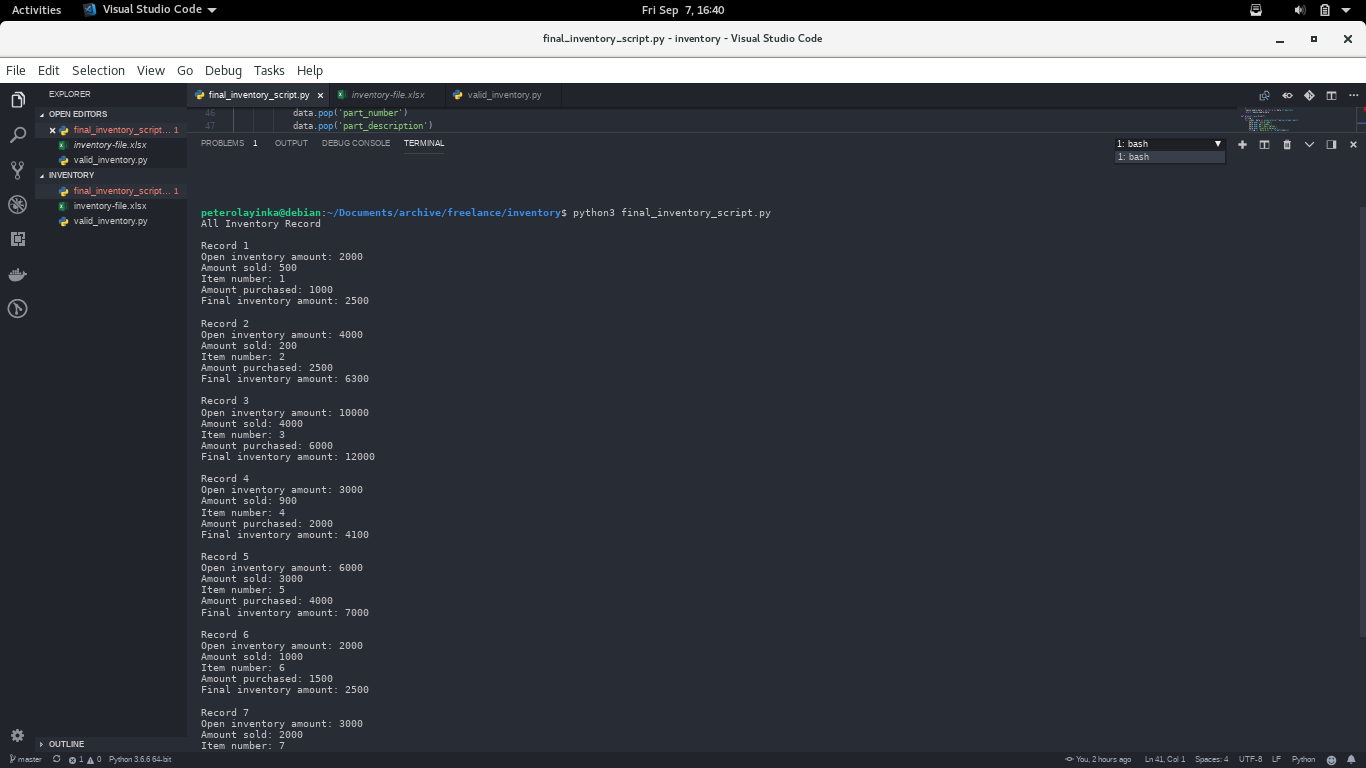 Activities
Visual Studio Code
Fri Sep 7, 16:40
final_inventory_script.py - inventory - Visual Studio Code
File Edit Selection View Go Debug Tasks Help
EXPLORER
OPEN EDITORS
final_inventory_script... 1
inventory-file.xlsx
valid_inventory.py
INVENTORY
final_inventory_script... 1
inventory-file.xlsx
valid_inventory.py
OUTLINE
final_inventory_script.py inventory-file.xlsx valid_inventory.py
46 data.pop('part_number')
47 data.pop('part_description')
PROBLEMS 1 OUTPUT DEBUG CONSOLE TERMINAL
1: bash
1: bash
peterolayinka@debian:~/Documents/archive/freelance/inventory$ python3 final_inventory_script.py
All Inventory Record
Record 1
Open inventory amount: 2000
Amount sold: 500
Item number: 1
Amount purchased: 1000
Final inventory amount: 2500
Record 2
Open inventory amount: 4000
Amount sold: 200
Item number: 2
Amount purchased: 2500
Final inventory amount: 6300
Record 3
Open inventory amount: 10000
Amount sold: 4000
Item number: 3
Amount purchased: 6000
Final inventory amount: 12000
Record 4
Open inventory amount: 3000
Amount sold: 900
Item number: 4
Amount purchased: 2000
Final inventory amount: 4100
Record 5
Open inventory amount: 6000
Amount sold: 3000
Item number: 5
Amount purchased: 4000
Final inventory amount: 7000
Record 6
Open inventory amount: 2000
Amount sold: 1000
Item number: 6
Amount purchased: 1500
Final inventory amount: 2500
Record 7
Open inventory amount: 3000
Amount sold: 2000
Item number: 7
master 1 0 Python 3.6.6 64-bit
You, 2 hours ago Ln 41, Col 1 Spaces: 4 UTF-8 LF Python